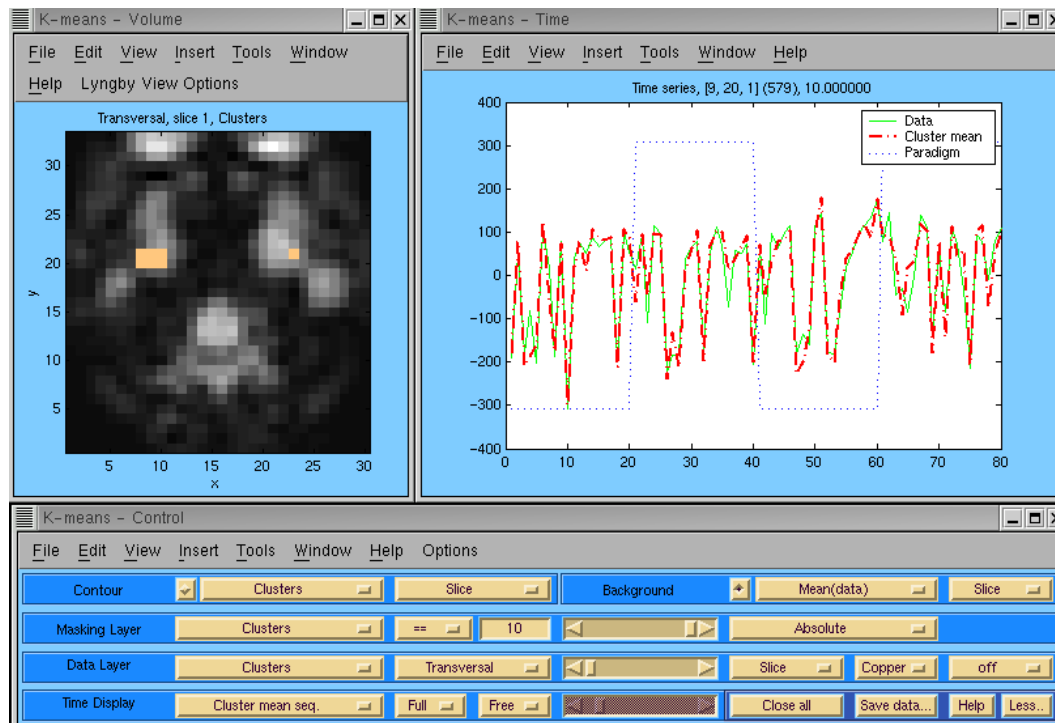 K-means - Volume
File Edit View Insert Tools Window
Help Lyngby View Options
Transversal, slice 1, Clusters
30
25
20
15
10
5
y
5 10 15 20 25 30
x
K-means - Time
File Edit View Insert Tools Window Help
Time series, [9, 20, 1] (579), 10.000000
Data
Cluster mean
Paradigm
400
300
200
100
0
-100
-200
-300
-400
0 10 20 30 40 50 60 70 80
K-means - Control
File Edit View Insert Tools Window Help Options
Contour Clusters Slice Background Mean(data) Slice
Masking Layer Clusters == 10 Absolute
Data Layer Clusters Transversal Slice Copper off
Time Display Cluster mean seq. Full Free Close all Save data... Help Less..